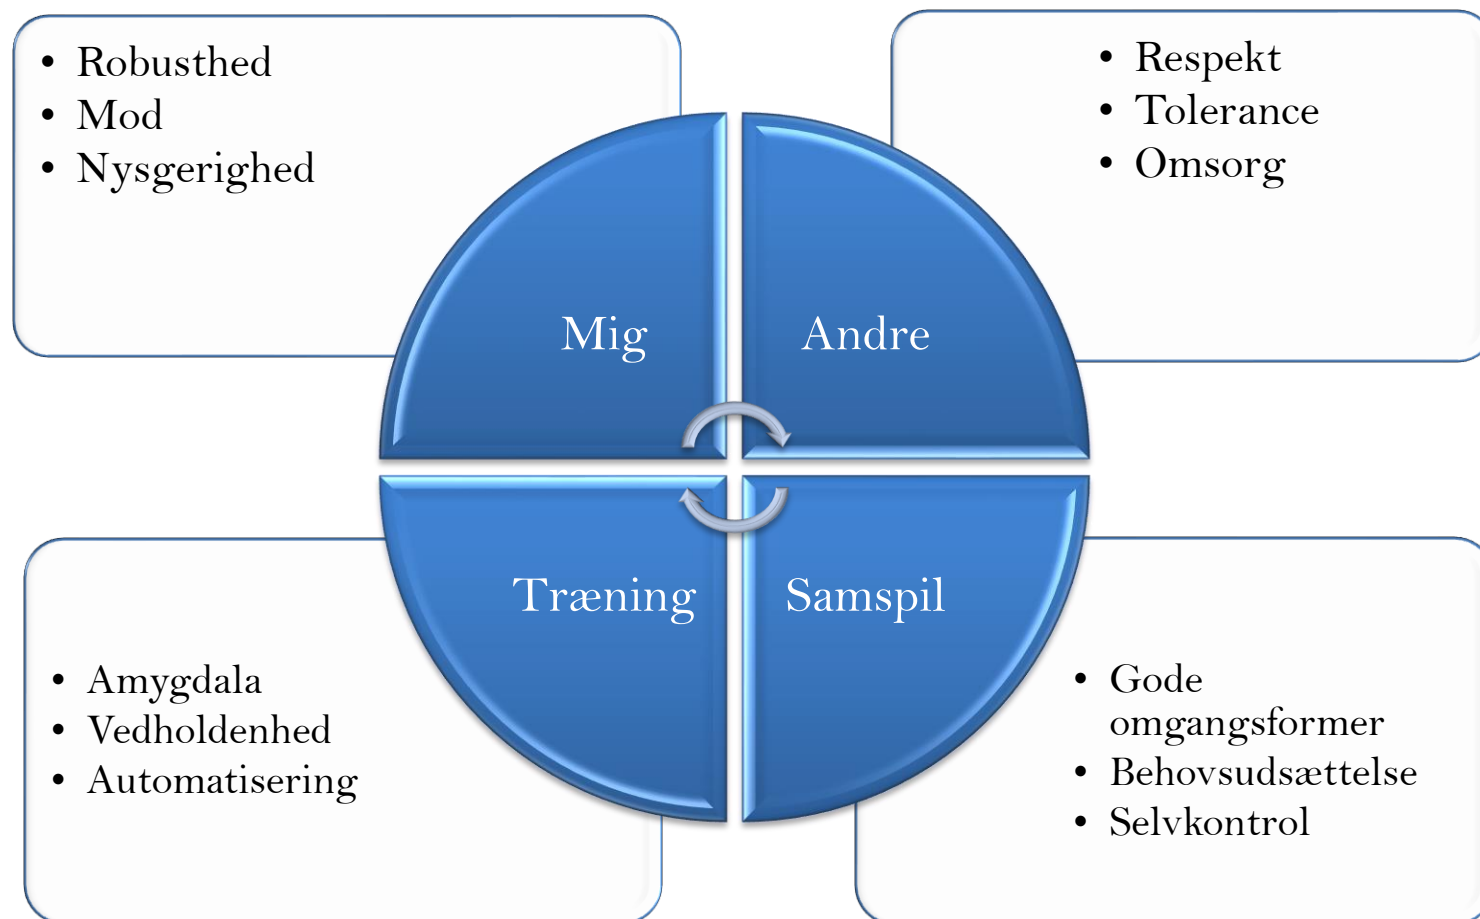 • Robusthed
• Mod
• Nysgerighed
• Respekt
• Tolerance
• Omsorg
Mig
Andre
Træning
Samspil
• Amygdala
• Vedholdenhed
• Automatisering
• Gode
omgangsformer
• Behovsudsættelse
• Selvkontrol